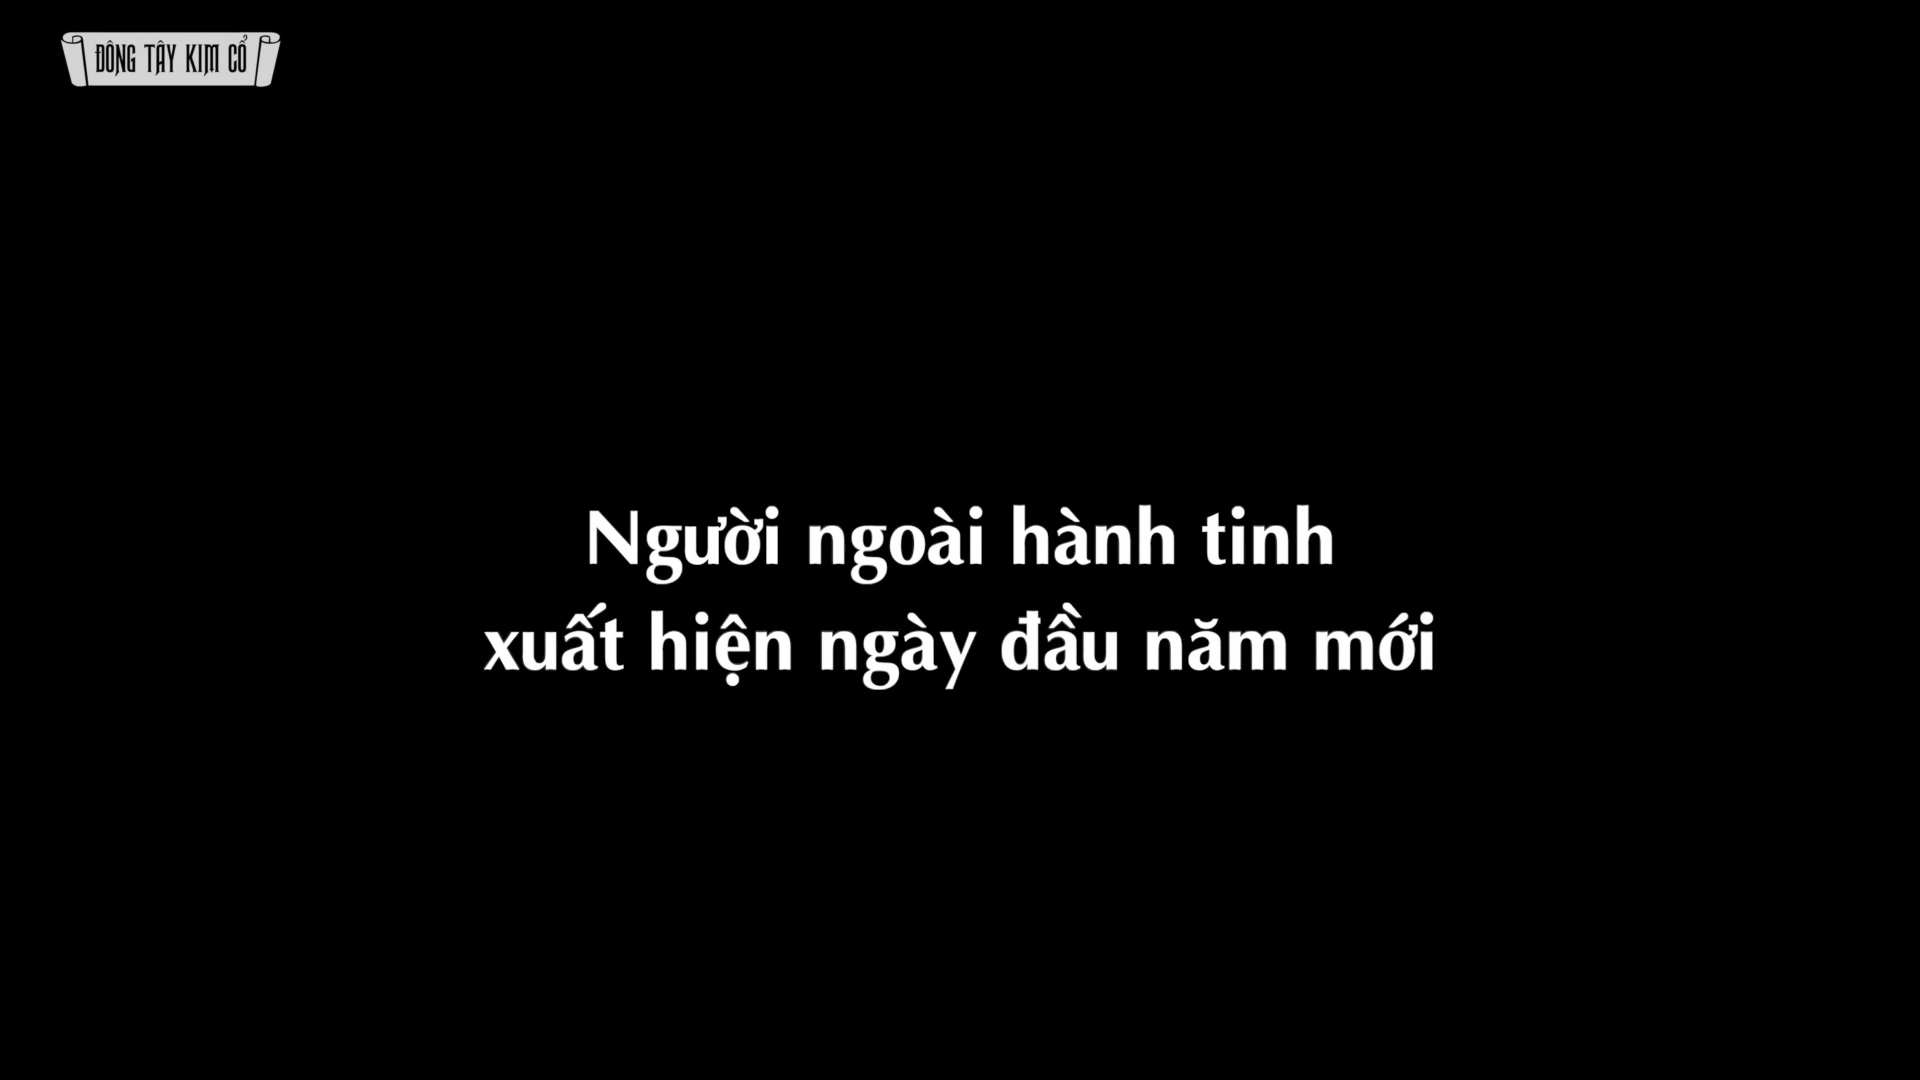 ĐÔNG TÂY KIM CỔ
Người ngoài hành tinh
xuất hiện ngày đầu năm mới